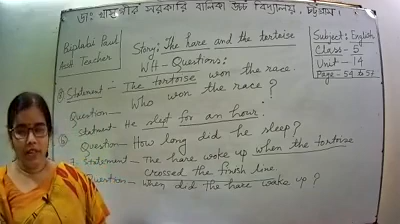 ডাঃ খাস্তগীর সরকারি বালিকা উচ্চ বিদ্যালয়, চট্টগ্রাম।
Biplabi Paul
Asst. Teacher
Story: The hare and the tortoise
WH - Questions:
Subject: English
Class - 5
Unit - 14
Page - 54 to 57
Statement - The tortoise won the race.
Question - Who won the race?
Statment - He slept for an hour.
Question - How long did he sleep?
7. Statement - The hare woke up when the tortoise
crossed the finish line
Question - When did the hare wake up?